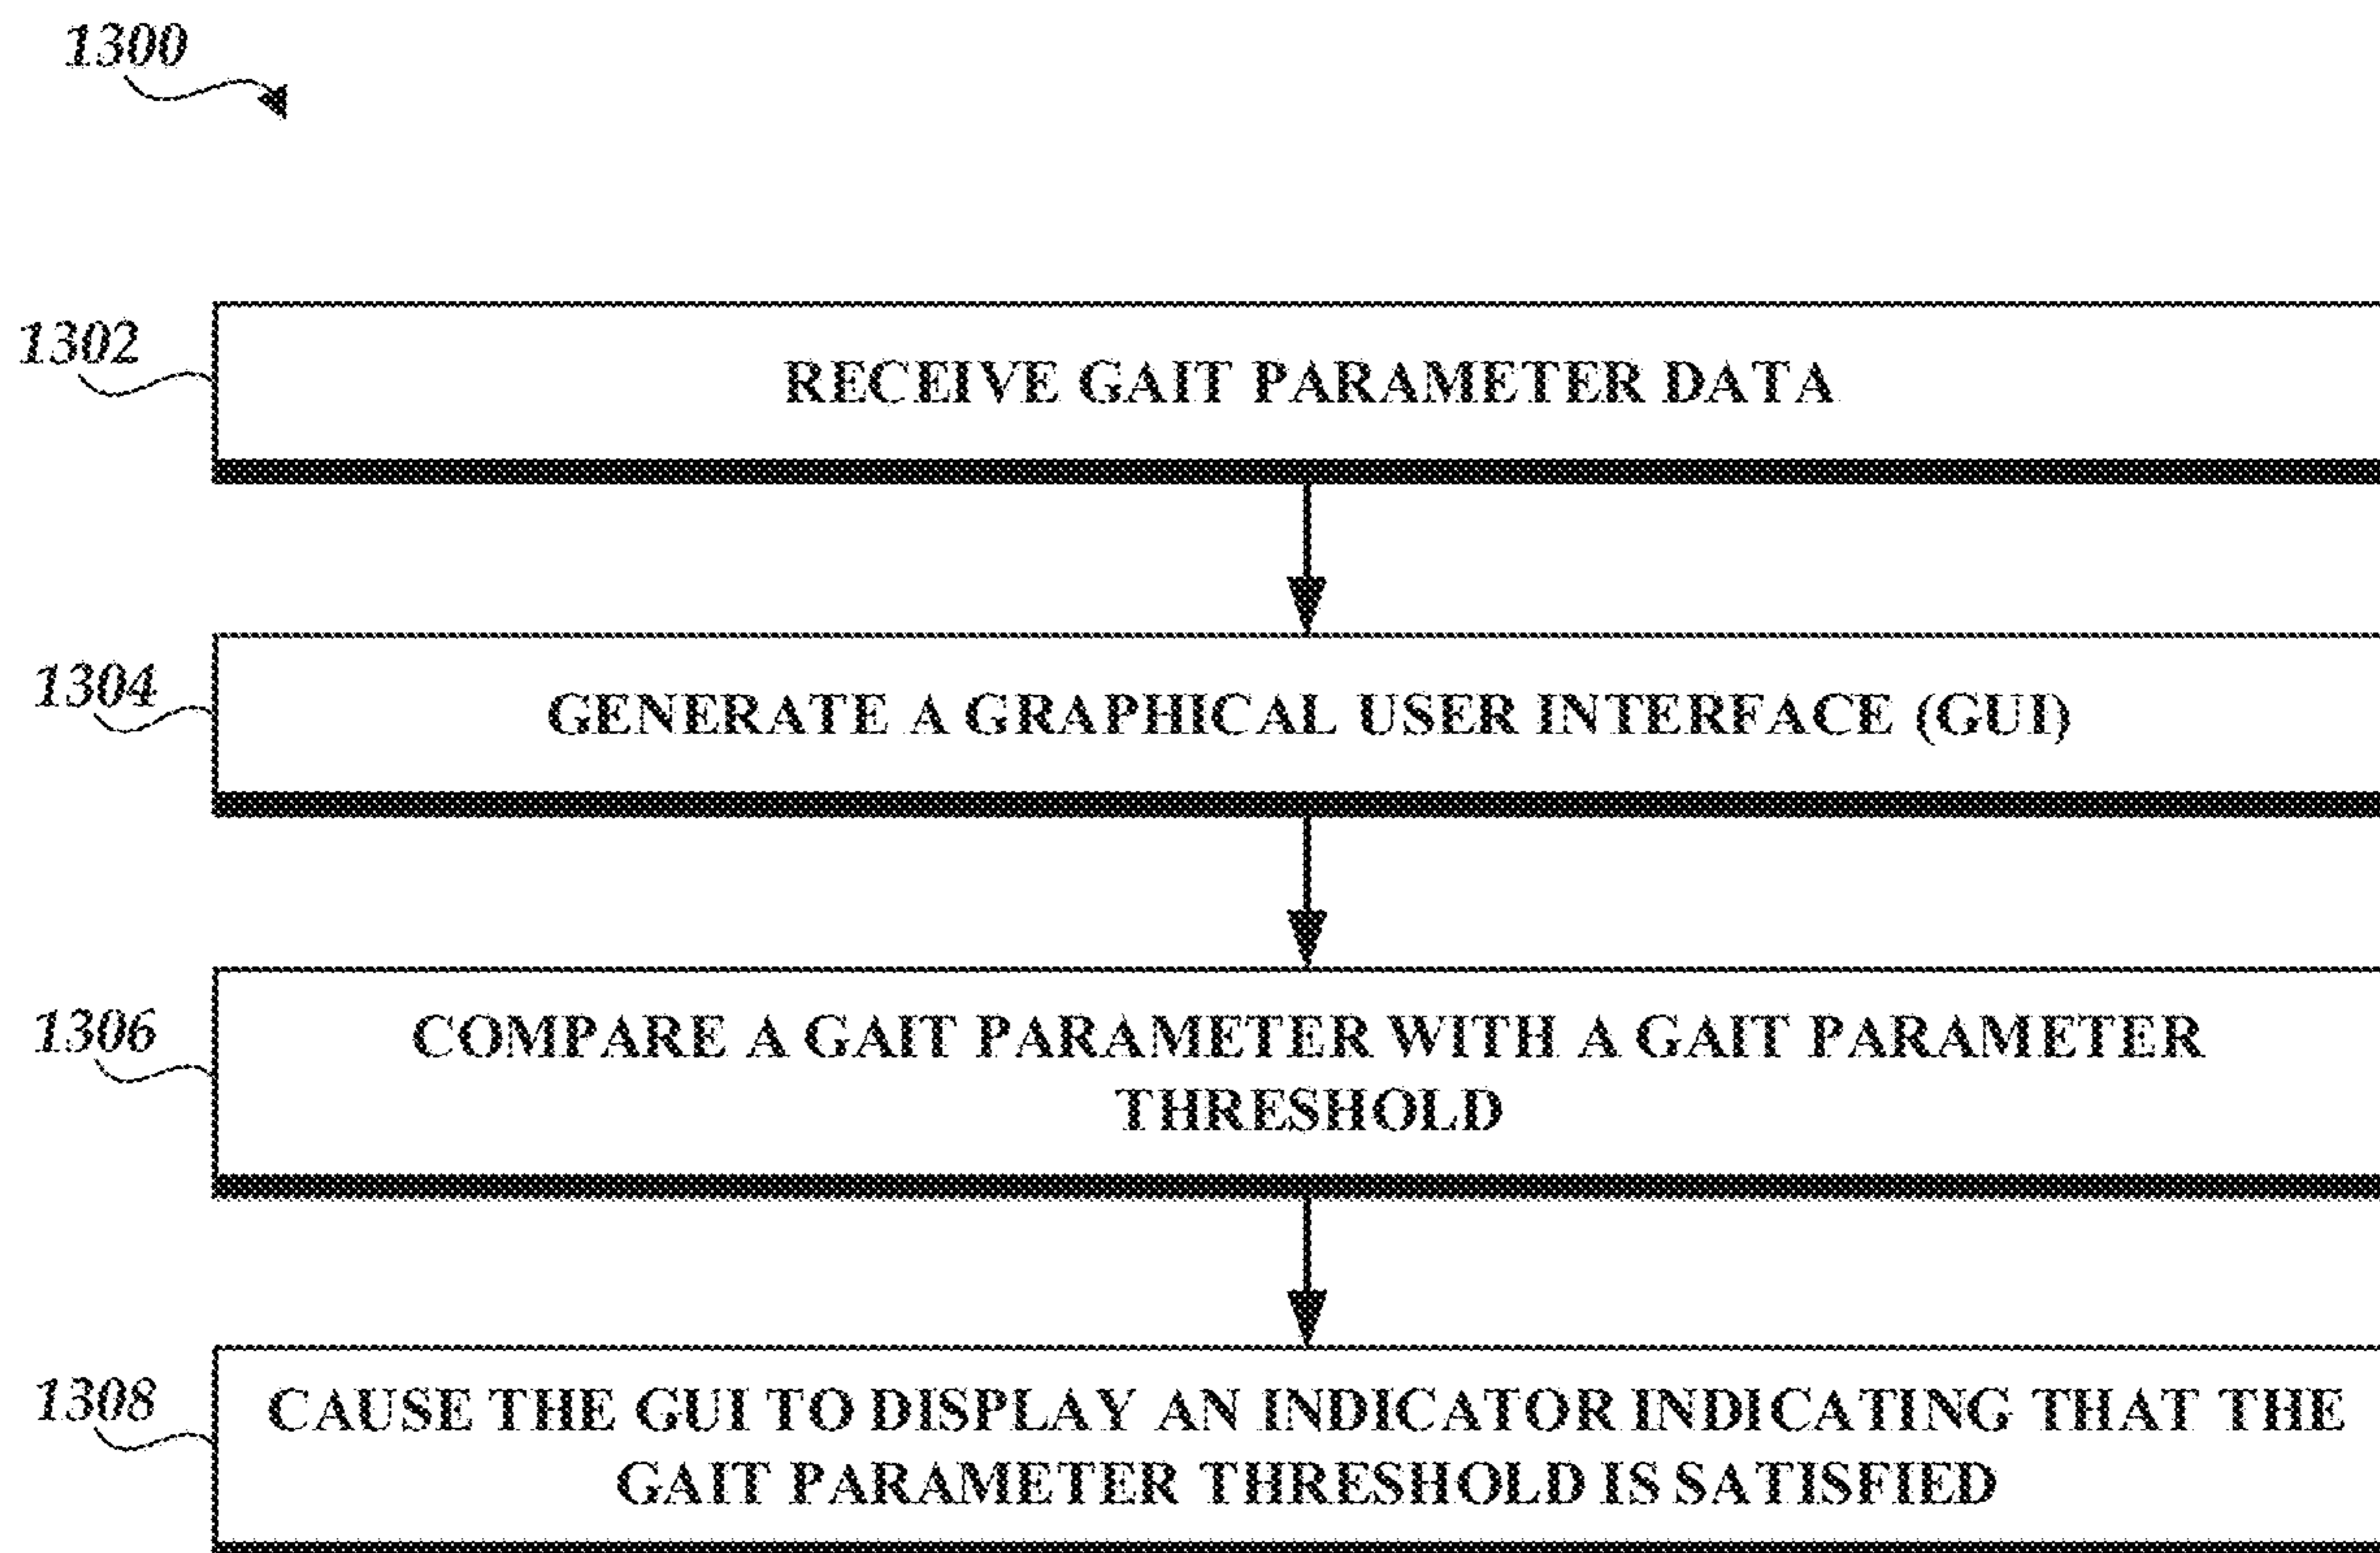 1300
1302
RECEIVE GAIT PARAMETER DATA
1304
GENERATE A GRAPHICAL USER INTERFACE (GUI)
1306
COMPARE A GAIT PARAMETER WITH A GAIT PARAMETER
THRESHOLD
1308
CAUSE THE GUI TO DISPLAY AN INDICATOR INDICATING THAT THE
GAIT PARAMETER THRESHOLD IS SATISFIED